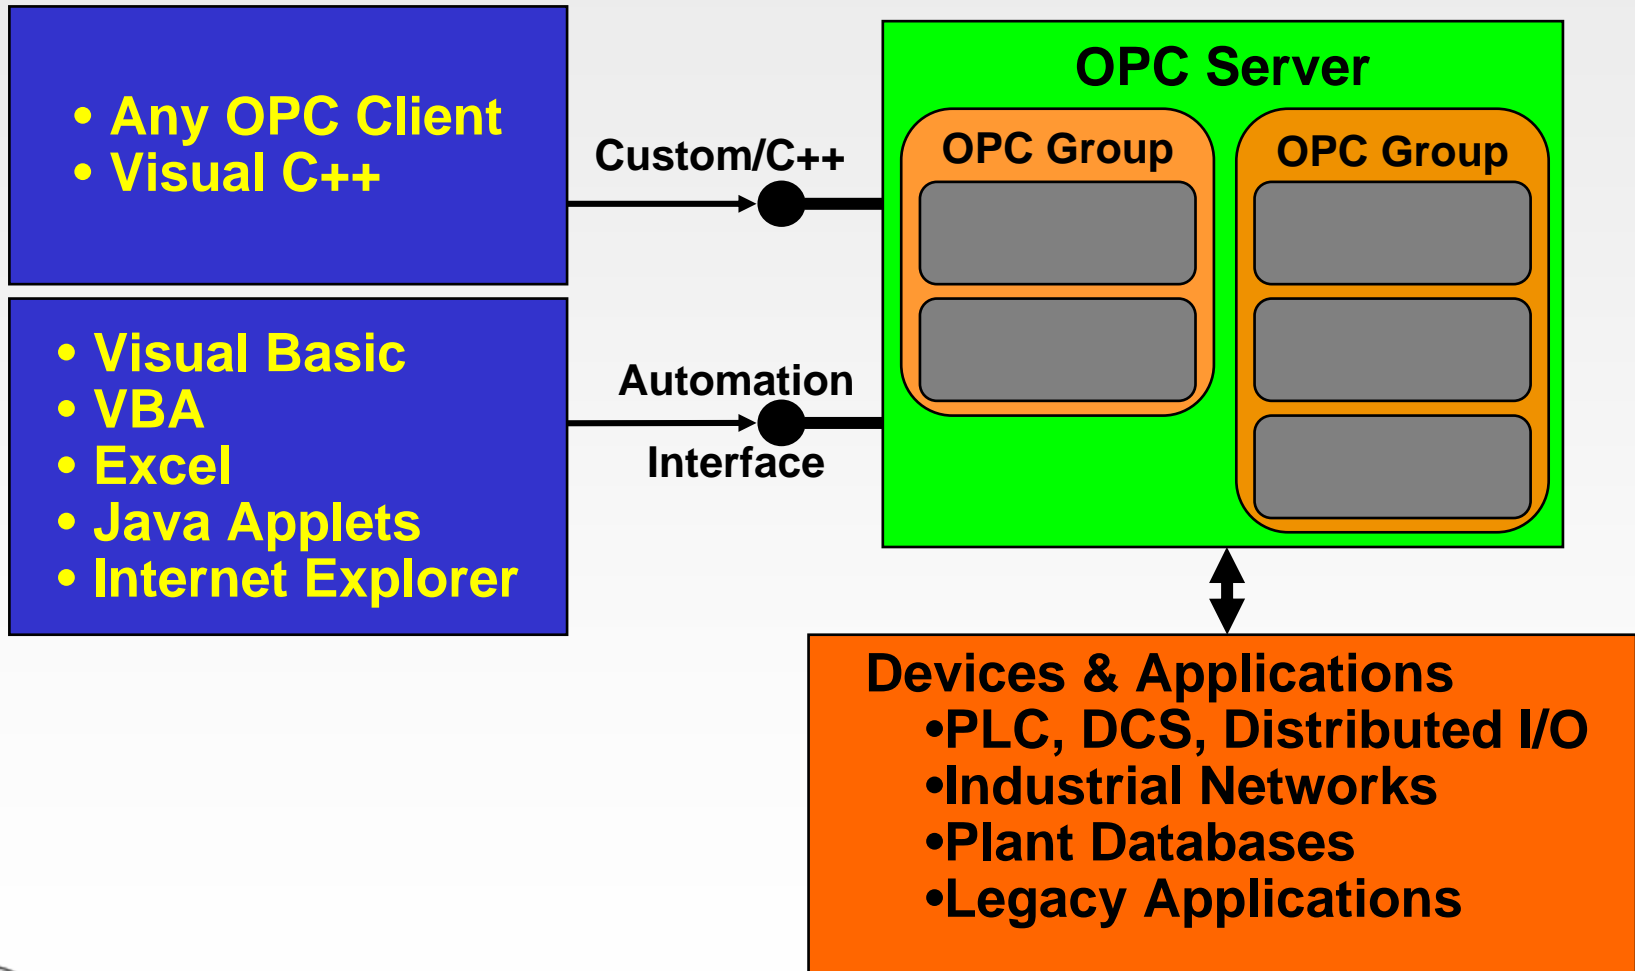 • Any OPC Client
• Visual C++
Custom/C++
• Visual Basic
• VBA
• Excel
• Java Applets
• Internet Explorer
Automation
Interface
OPC Server
OPC Group
OPC Group
Devices & Applications
•PLC, DCS, Distributed I/O
•Industrial Networks
•Plant Databases
•Legacy Applications